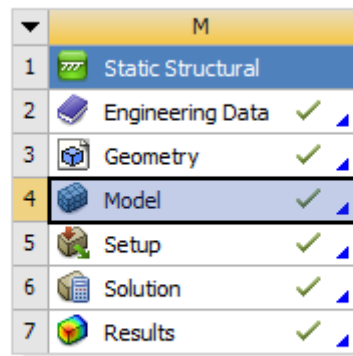 M
1 Static Structural
2 Engineering Data
3 Geometry
4 Model
5 Setup
6 Solution
7 Results